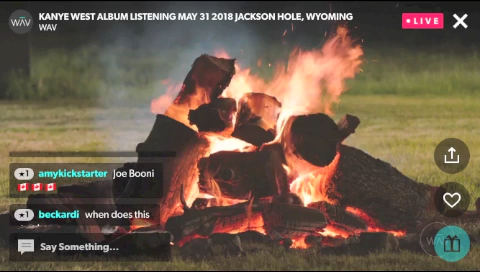 WAV
KANYE WEST ALBUM LISTENING MAY 31 2018 JACKSON HOLE, WYOMING
WAV
LIVE
★1 amykickstarter Joe Booni
🇨🇦 🇨🇦 🇨🇦
★1 beckardi when does this
Say Something...
WAV